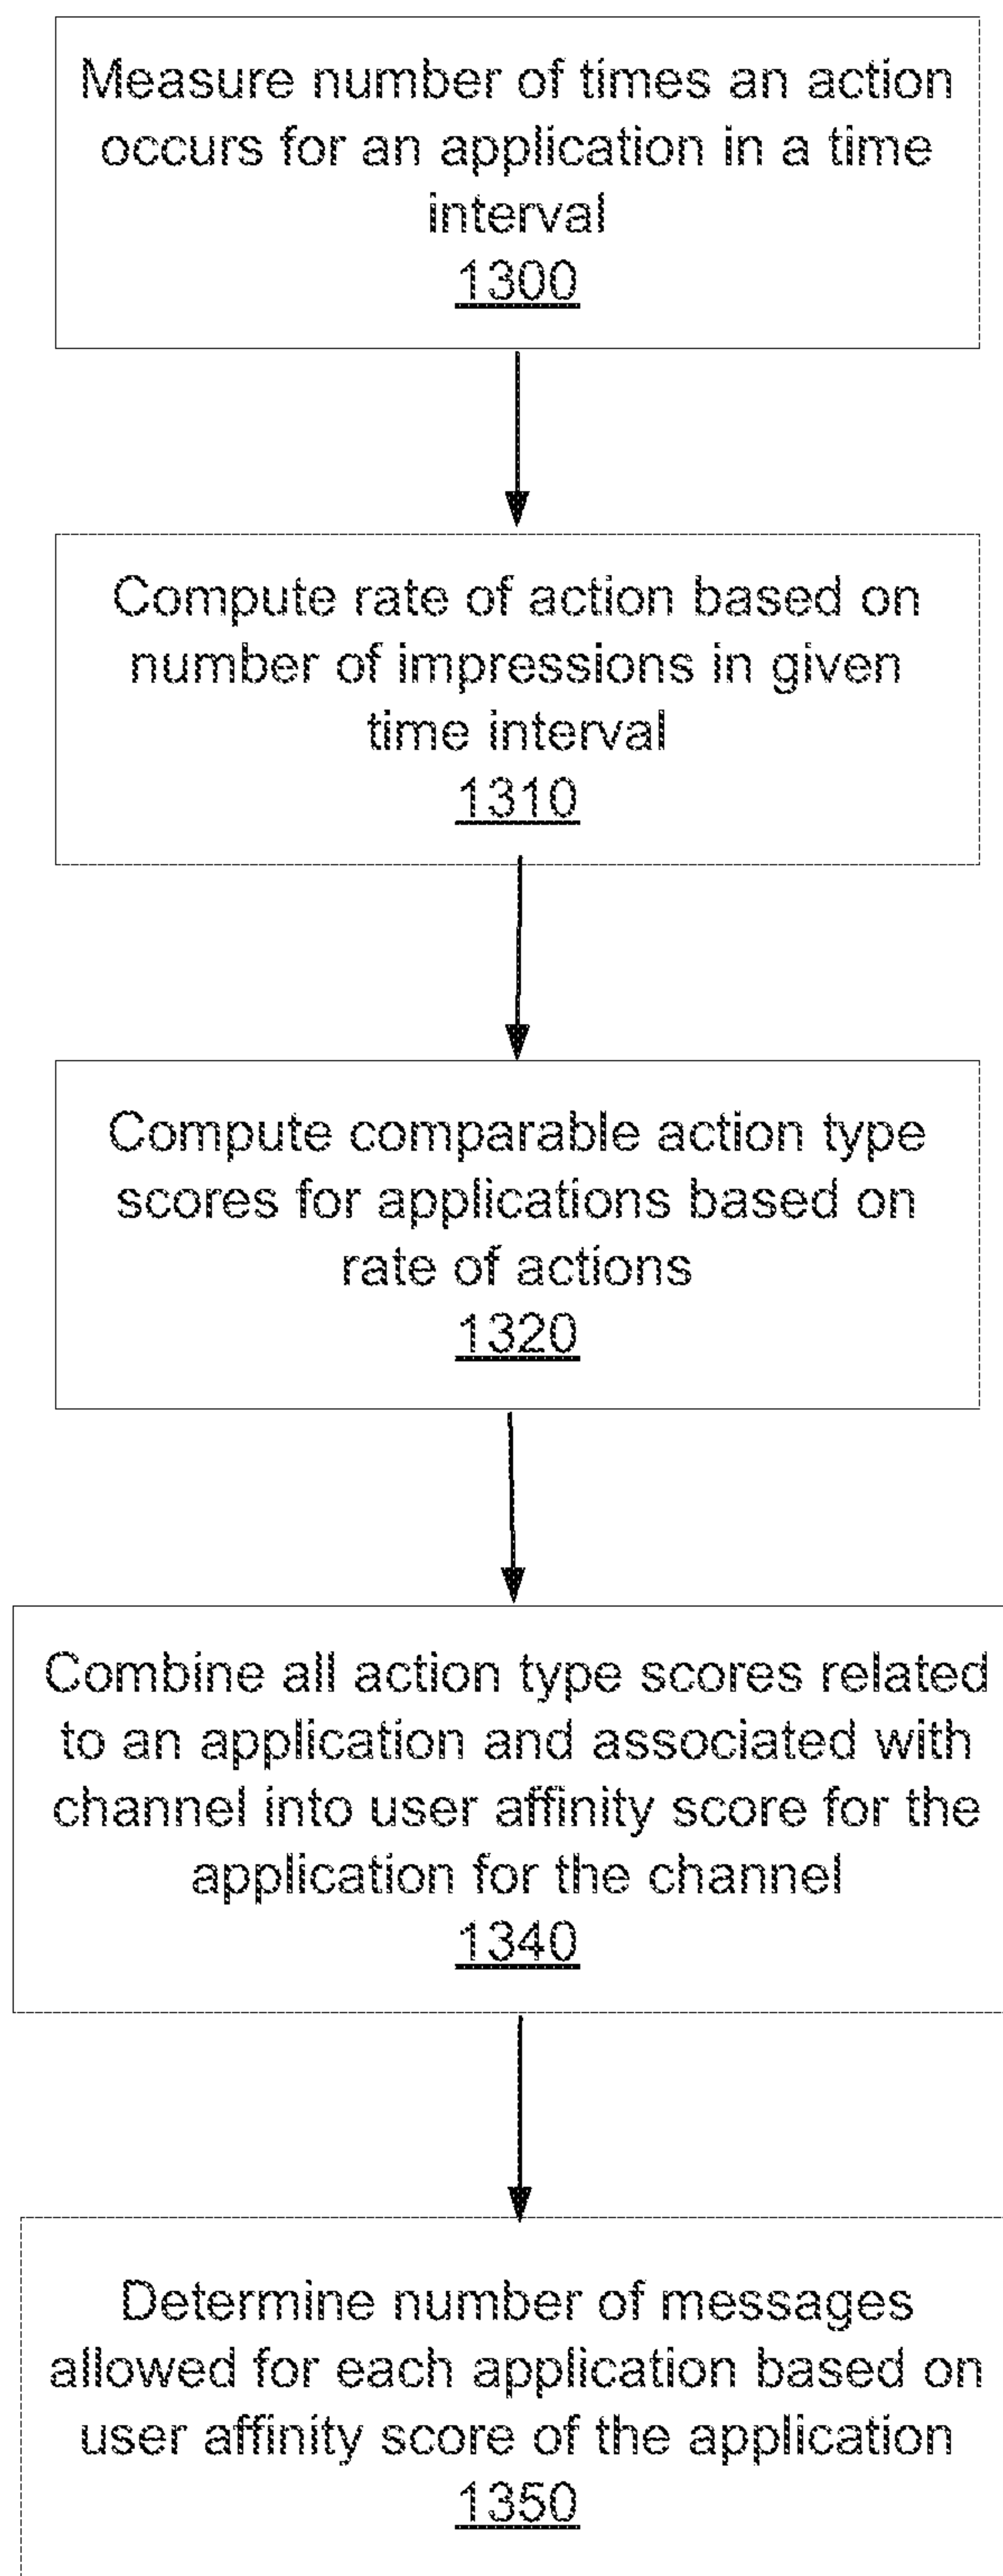 Measure number of times an action
occurs for an application in a time
interval
1300
Compute rate of action based on
number of impressions in given
time interval
1310
Compute comparable action type
scores for applications based on
rate of actions
1320
Combine all action type scores related
to an application and associated with
channel into user affinity score for the
application for the channel
1340
Determine number of messages
allowed for each application based on
user affinity score of the application
1350